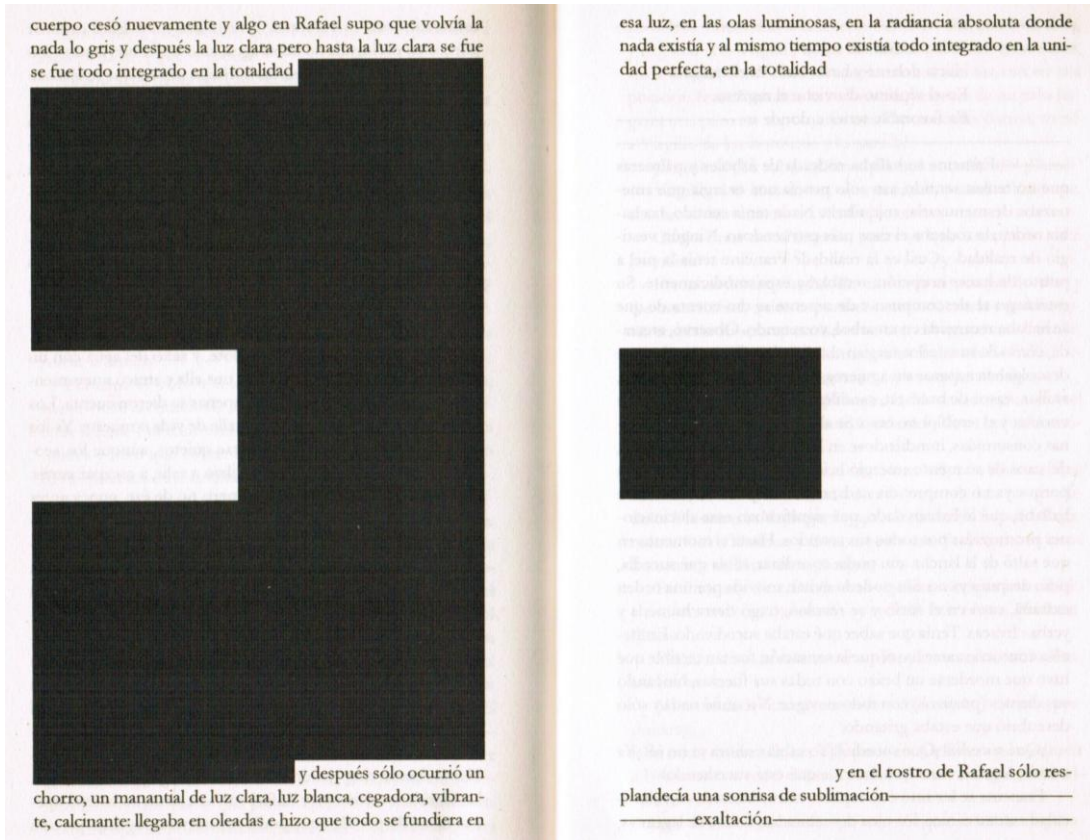 cuerpo cesó nuevamente y algo en Rafael supo que volvía la
nada lo gris y después la luz clara pero hasta la luz clara se fue
se fue todo integrado en la totalidad
y después sólo ocurrió un
chorro, un manantial de luz clara, luz blanca, cegadora, vibran-
te, calcinante: llegaba en oleadas e hizo que todo se fundiera en
esa luz, en las olas luminosas, en la radiancia absoluta donde
nada existía y al mismo tiempo existía todo integrado en la uni-
dad perfecta, en la totalidad
y en el rostro de Rafael sólo res-
plandecía una sonrisa de sublimación————————
————exaltación————————————